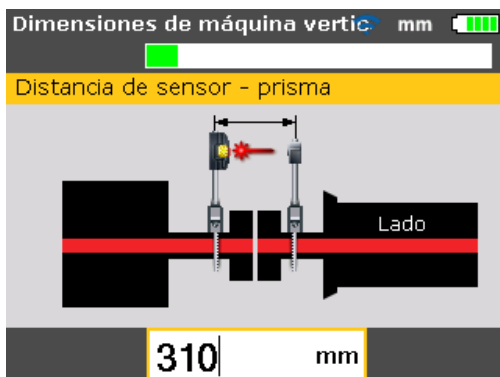 Dimensiones de máquina vertic mm
Distancia de sensor - prisma
Lado
310 mm